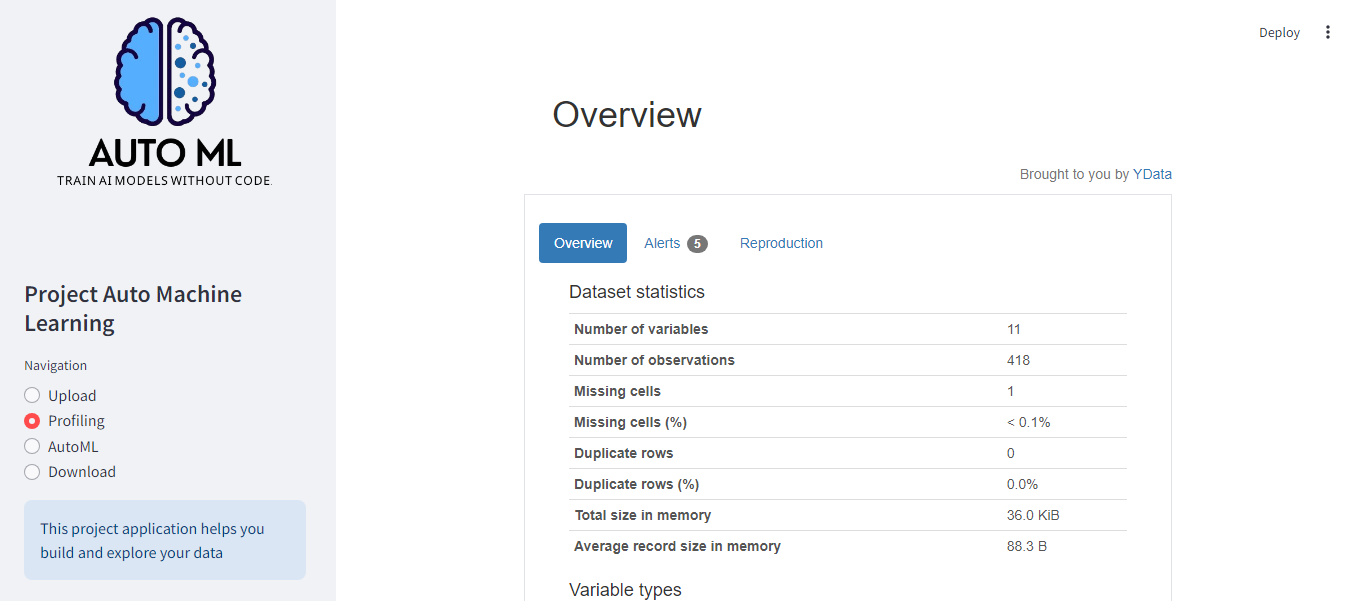 AUTO ML
TRAIN AI MODELS WITHOUT CODE.
Project Auto Machine
Learning
Navigation
Upload
Profiling
AutoML
Download
This project application helps you
build and explore your data
Deploy
Overview
Brought to you by YData
Overview Alerts 5 Reproduction
Dataset statistics
Number of variables 11
Number of observations 418
Missing cells 1
Missing cells (%) < 0.1%
Duplicate rows 0
Duplicate rows (%) 0.0%
Total size in memory 36.0 KiB
Average record size in memory 88.3 B
Variable types